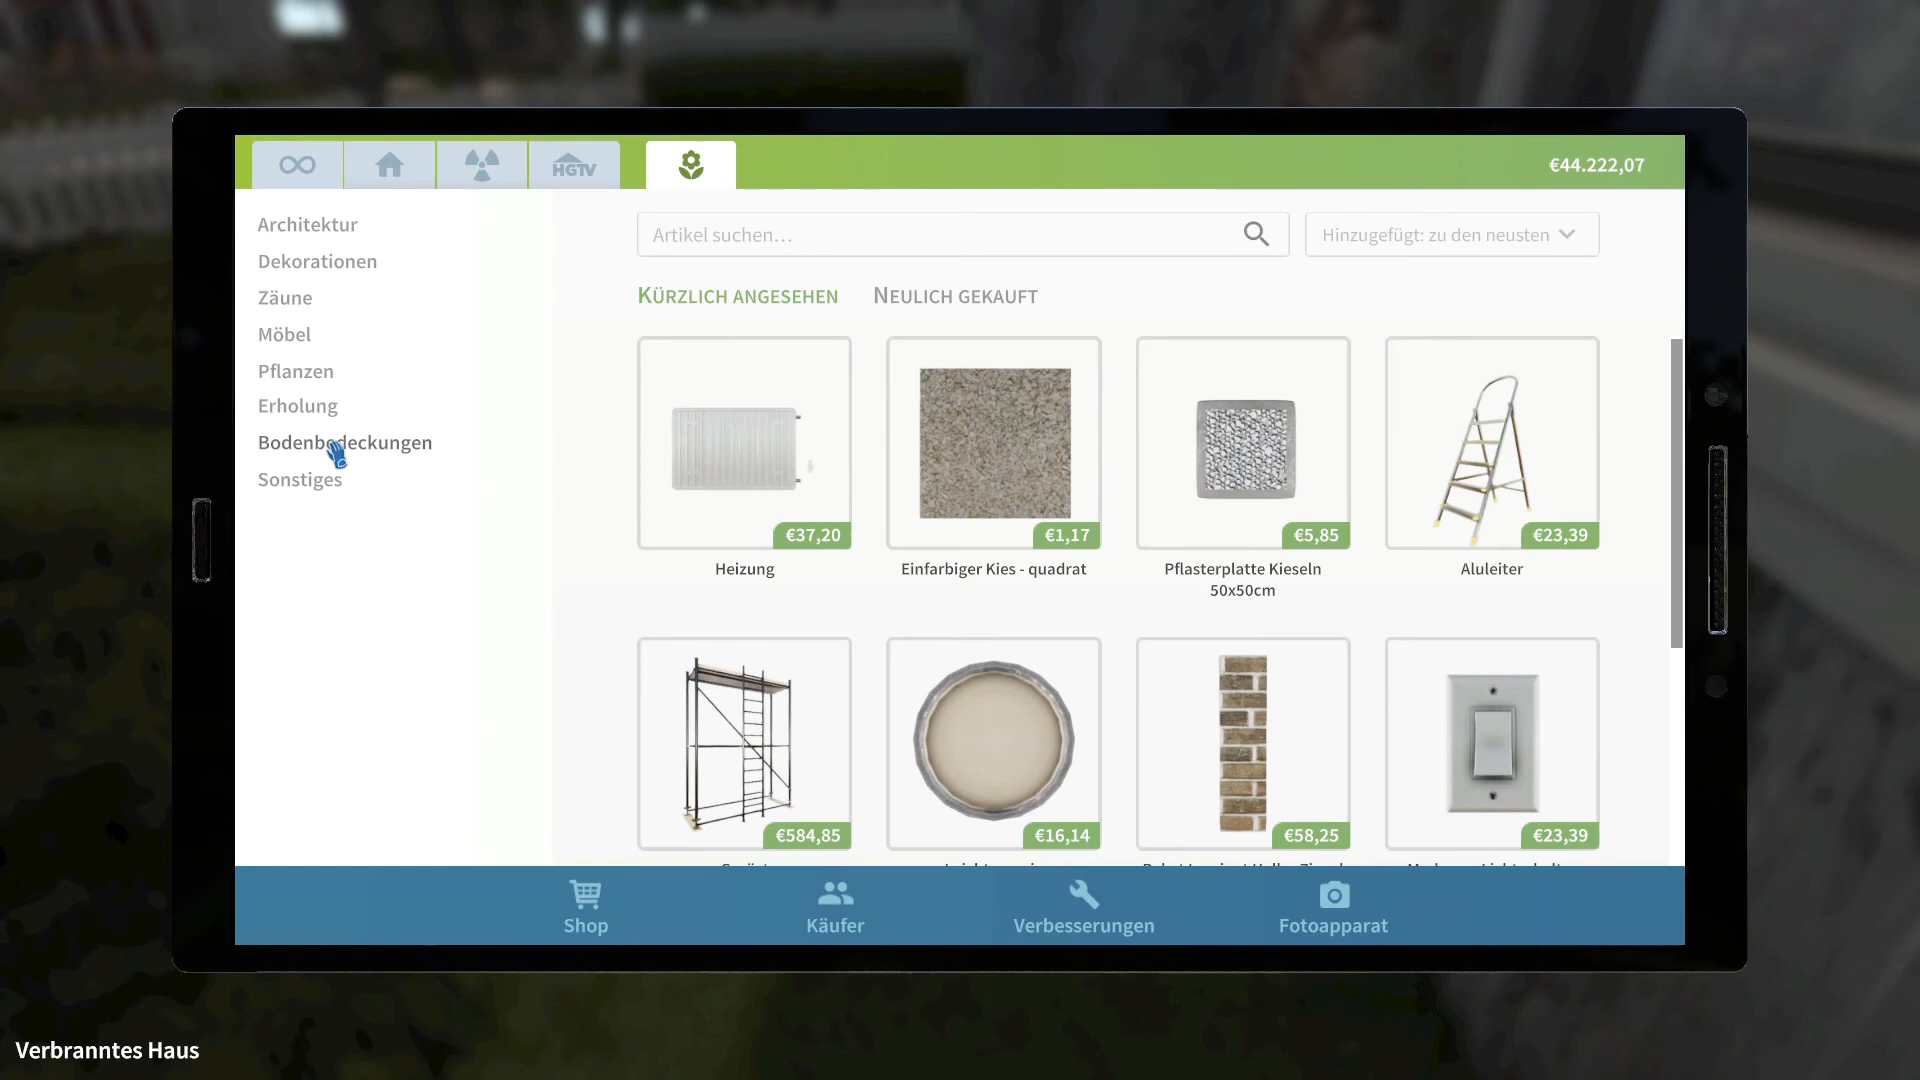 HGTV
€44.222,07
Architektur
Dekorationen
Zäune
Möbel
Pflanzen
Erholung
Bodenbedeckungen
Sonstiges
Artikel suchen...
Hinzugefügt: zu den neusten
KÜRZLICH ANGESEHEN
NEULICH GEKAUFT
€37,20
€1,17
€5,85
€23,39
Heizung
Einfarbiger Kies - quadrat
Pflasterplatte Kieseln
50x50cm
Aluleiter
€584,85
€16,14
€58,25
€23,39
Shop
Käufer
Verbesserungen
Fotoapparat
Verbranntes Haus